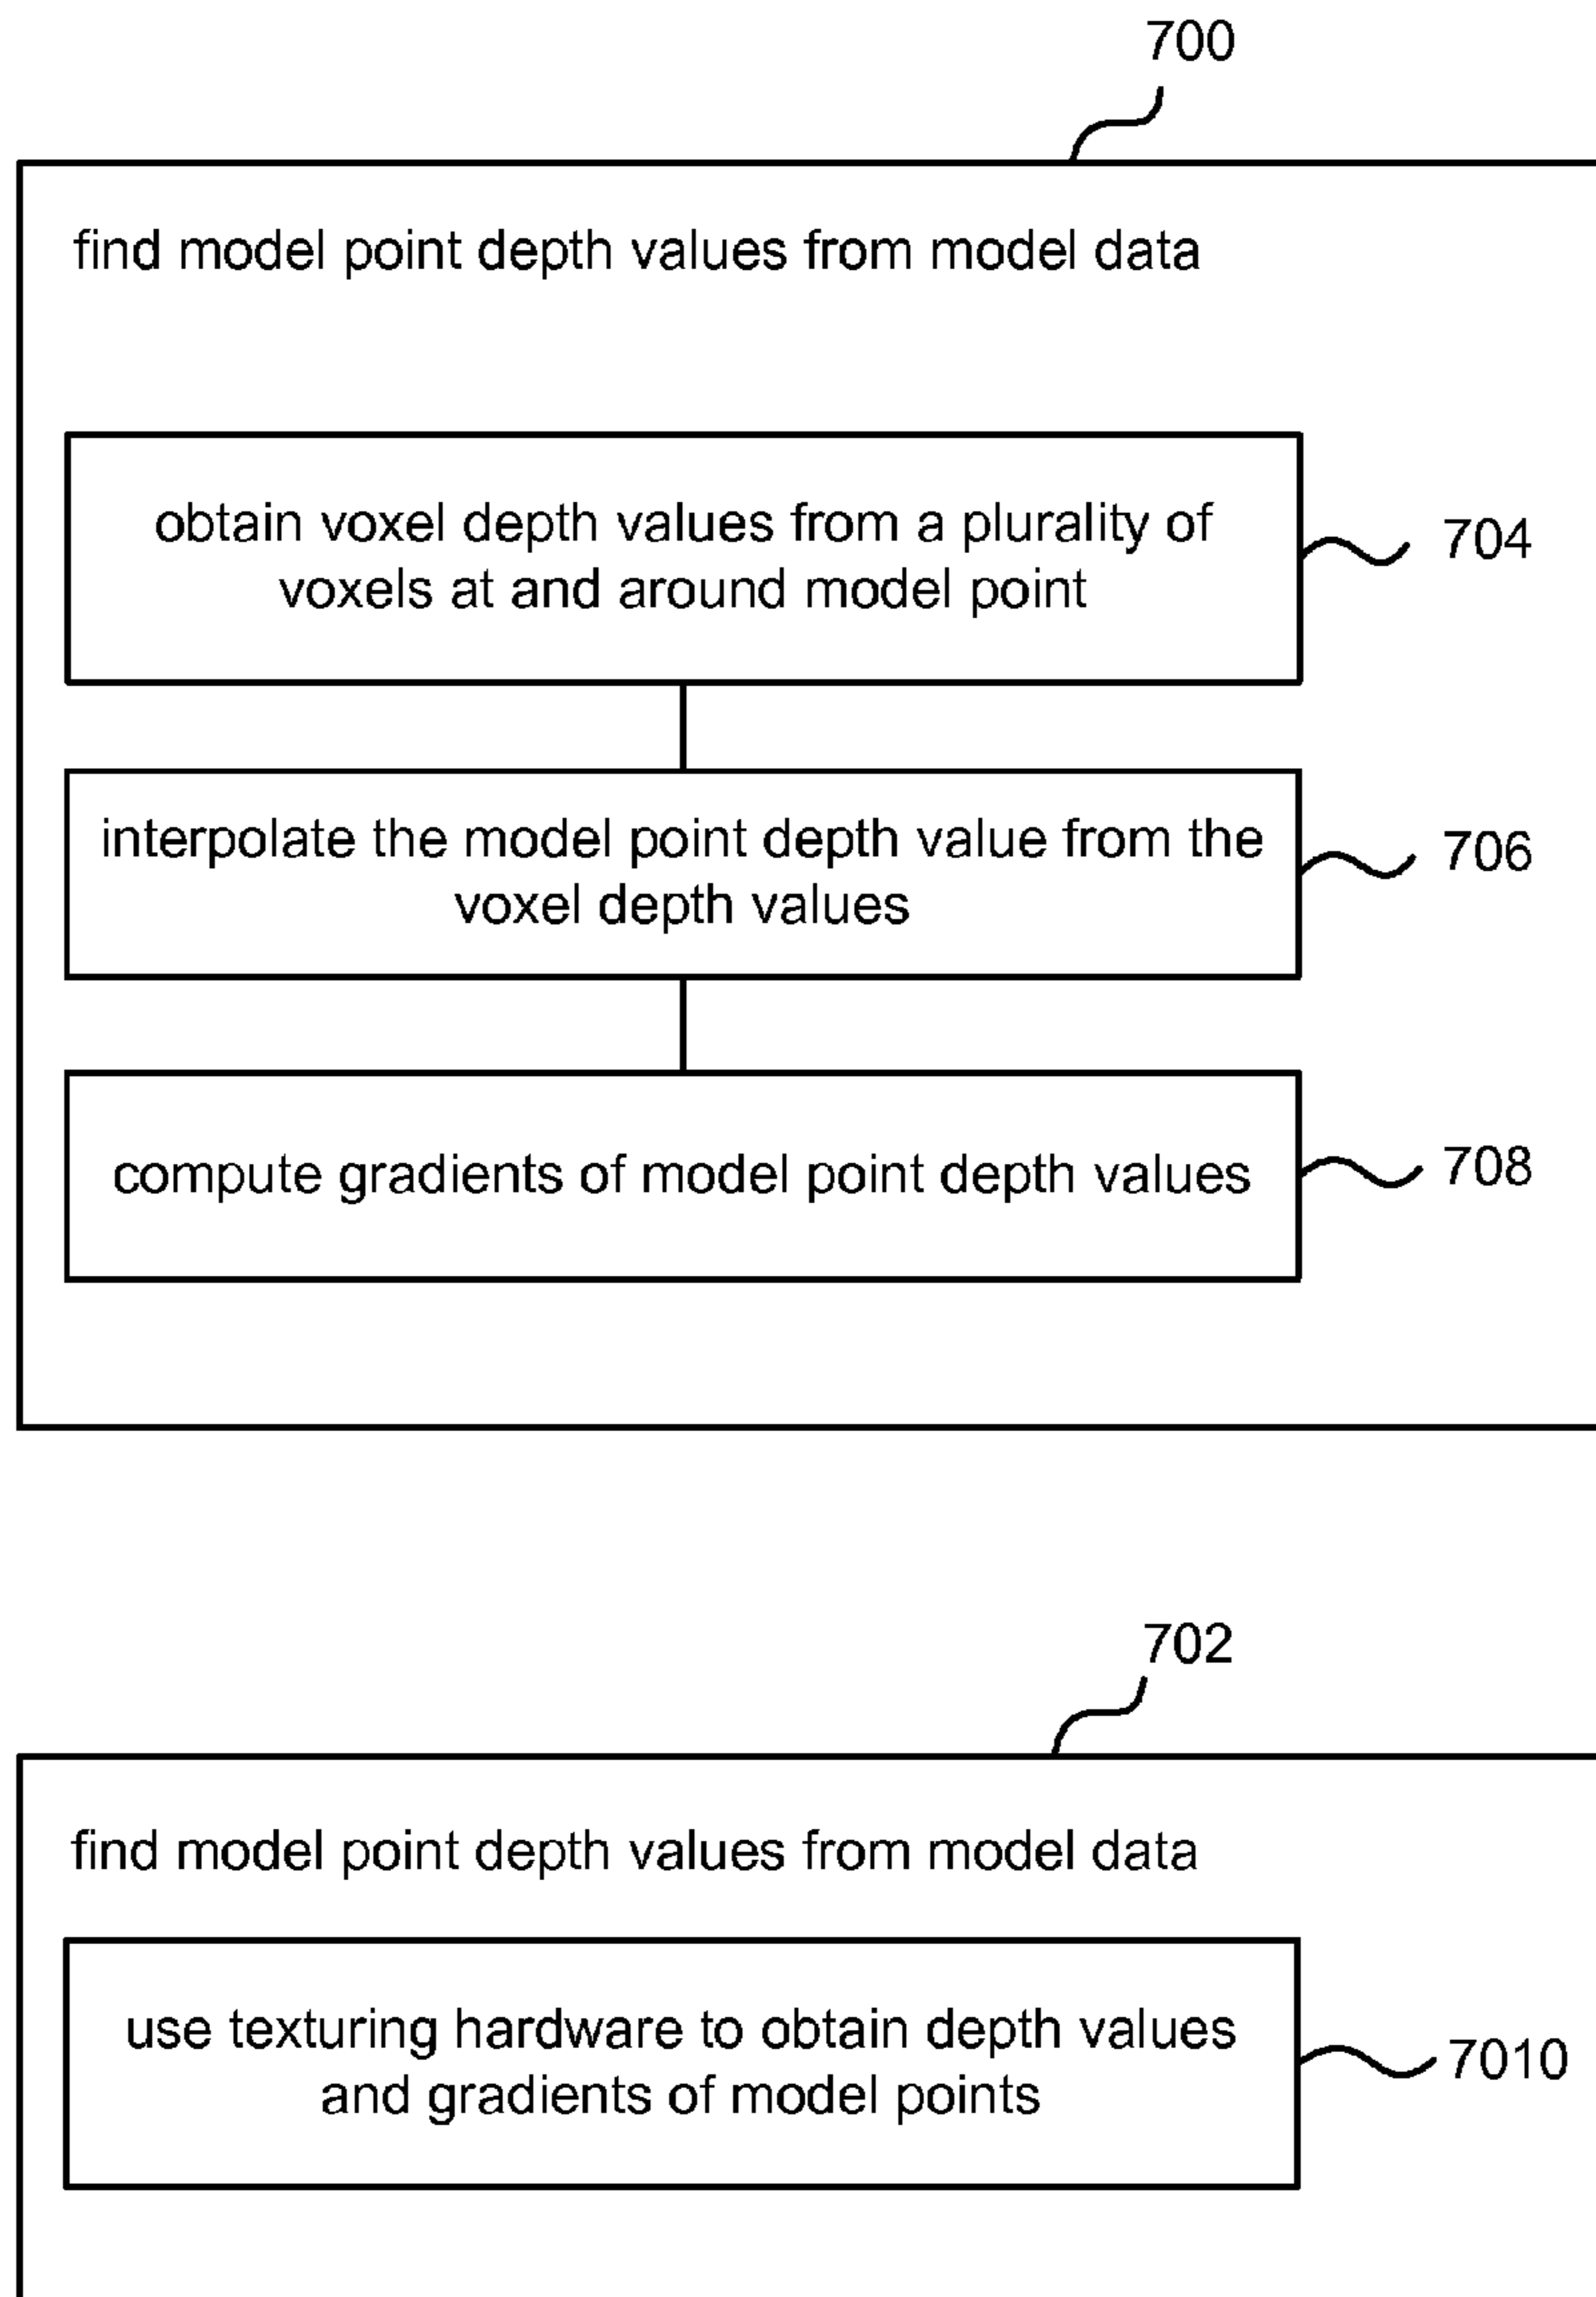 700
find model point depth values from model data
obtain voxel depth values from a plurality of
voxels at and around model point
704
interpolate the model point depth value from the
voxel depth values
706
compute gradients of model point depth values
708
702
find model point depth values from model data
use texturing hardware to obtain depth values
and gradients of model points
7010